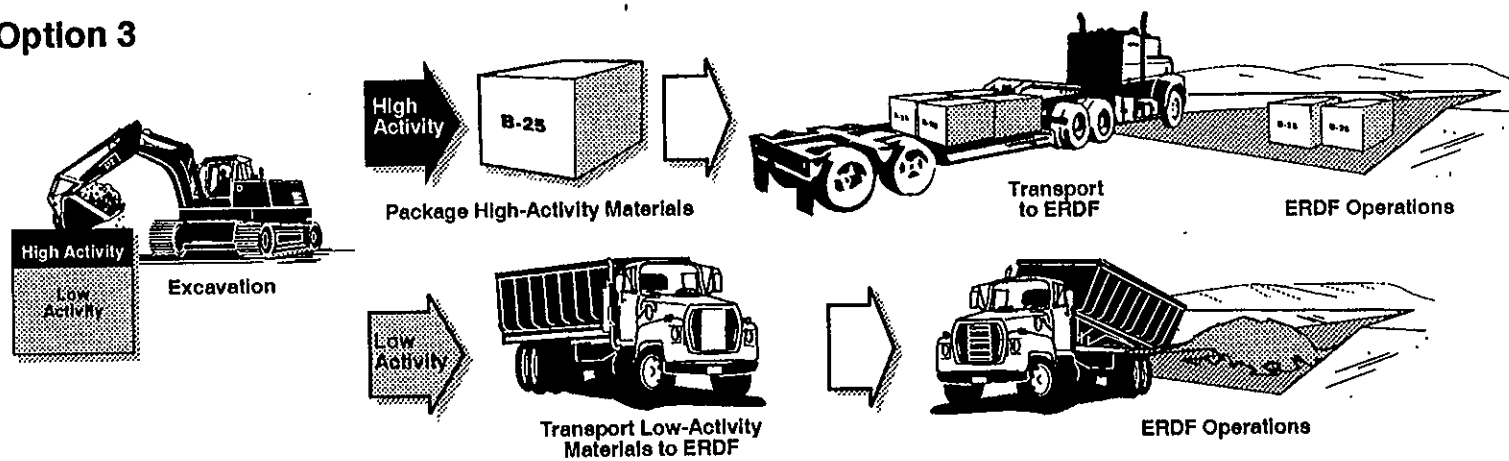 Option 3
High
Activity
B-25
Package High-Activity Materials
Transport
to ERDF
ERDF Operations
High Activity
Low
Activity
Excavation
Low
Activity
Transport Low-Activity
Materials to ERDF
ERDF Operations